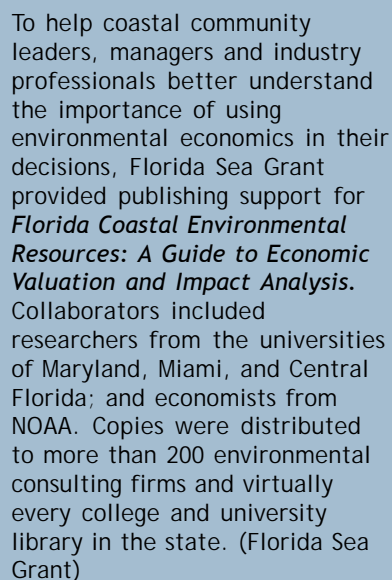 To help coastal community
leaders, managers and industry
professionals better understand
the importance of using
environmental economics in their
decisions, Florida Sea Grant
provided publishing support for
Florida Coastal Environmental
Resources: A Guide to Economic
Valuation and Impact Analysis.
Collaborators included
researchers from the universities
of Maryland, Miami, and Central
Florida; and economists from
NOAA. Copies were distributed
to more than 200 environmental
consulting firms and virtually
every college and university
library in the state. (Florida Sea
Grant)